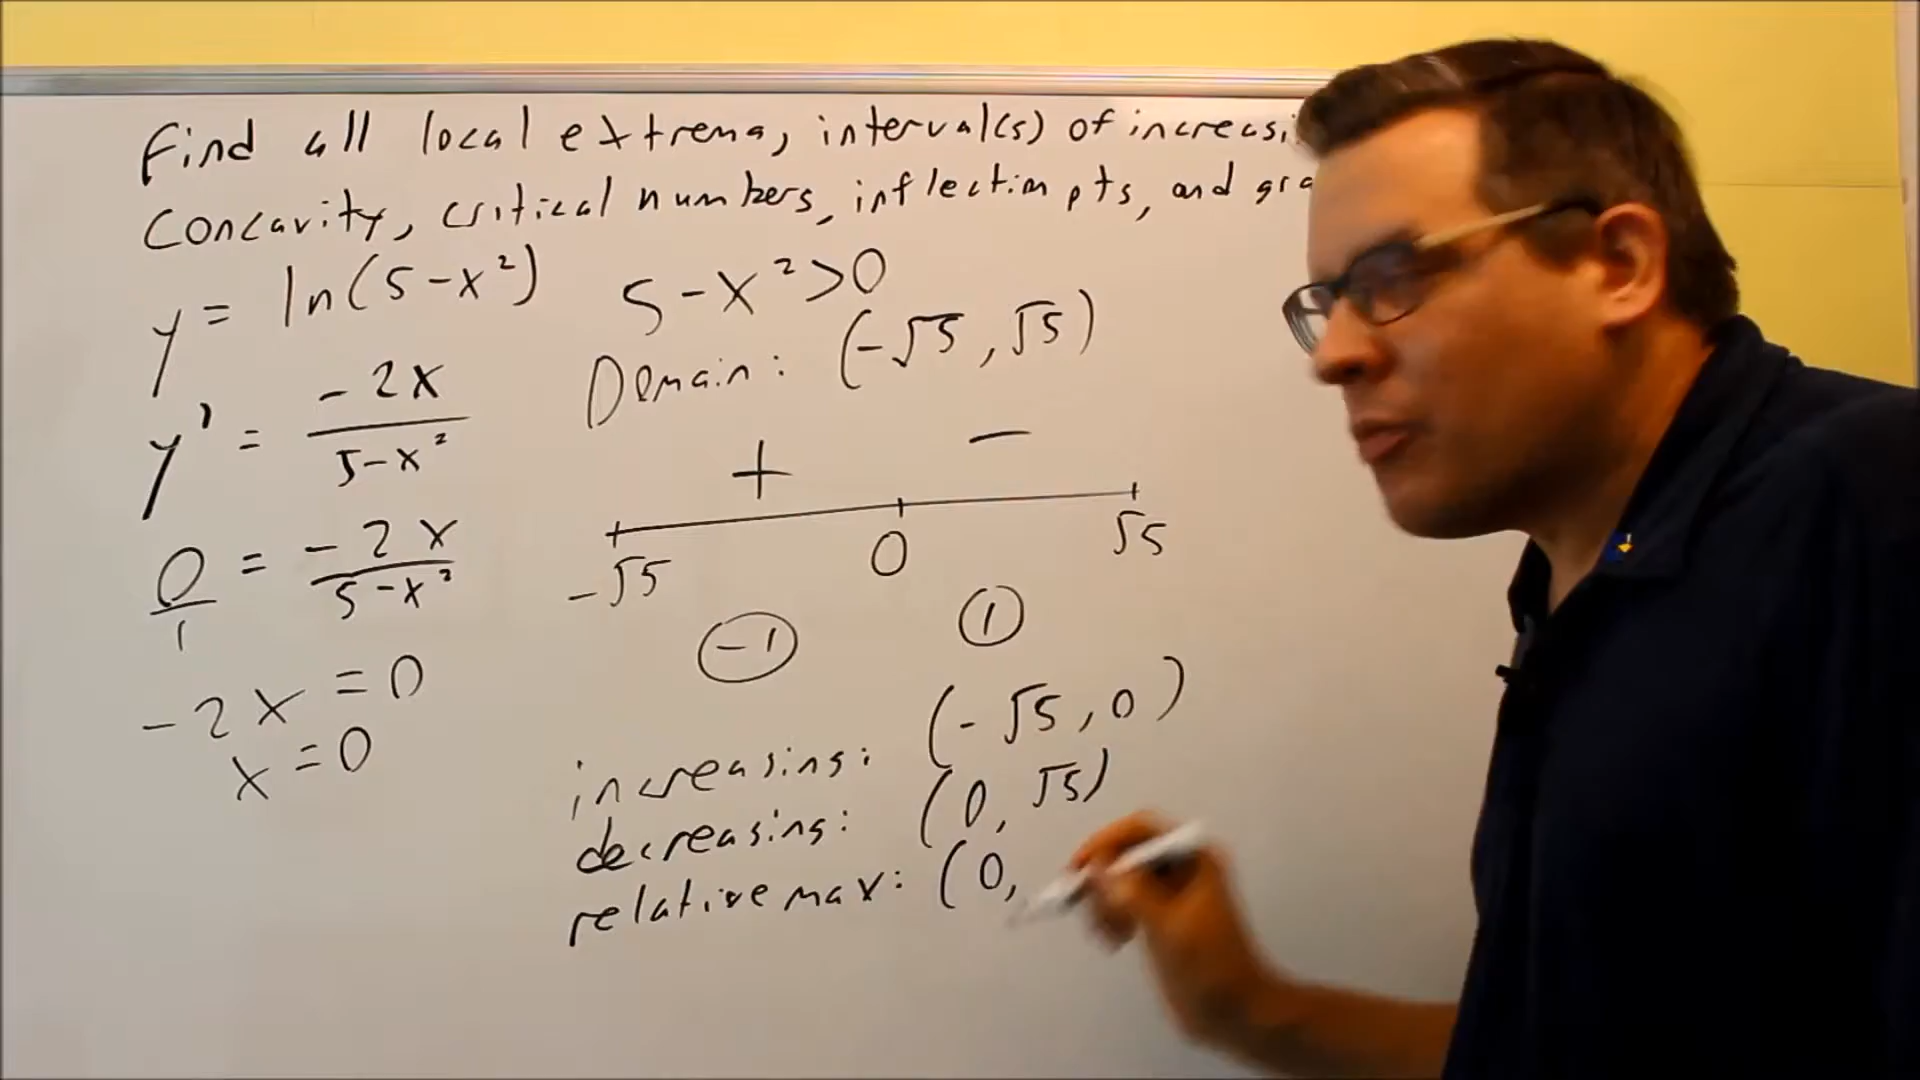 Find all local extrema, interval(s) of increasi
Concavity, critical numbers, inflection pts, and gra
y = ln(5-x²)
5-x²>0
Domain: (-√5, √5)
y' = -2x / 5-x²
+ -
-√5 0 √5
0/1 = -2x / 5-x²
-1 1
-2x = 0
x = 0
increasing: (-√5, 0)
decreasing: (0, √5)
relative max: (0,